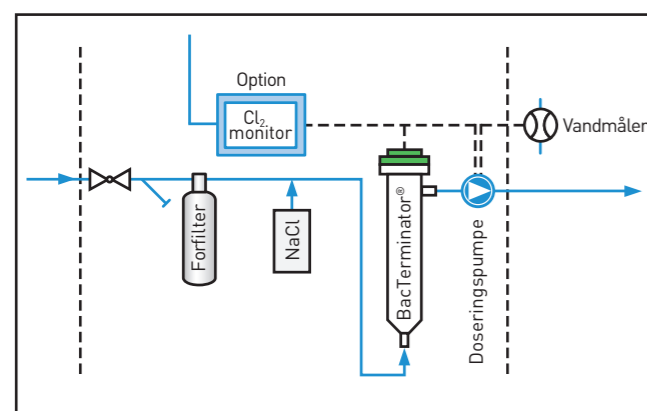 Option
Cl2.
monitor
Vandmåler
Forfilter
NaCl
BacTerminator®
Doseringspumpe